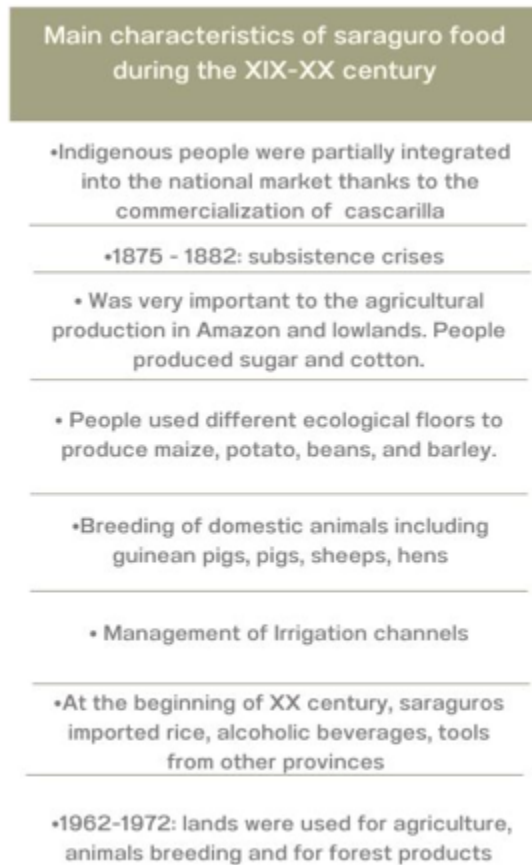 Main characteristics of saraguro food
during the XIX-XX century
•Indigenous people were partially integrated
into the national market thanks to the
commercialization of cascarilla
•1875 - 1882: subsistence crises
• Was very important to the agricultural
production in Amazon and lowlands. People
produced sugar and cotton.
• People used different ecological floors to
produce maize, potato, beans, and barley.
•Breeding of domestic animals including
guinean pigs, pigs, sheeps, hens
• Management of Irrigation channels
•At the beginning of XX century, saraguros
imported rice, alcoholic beverages, tools
from other provinces
•1962-1972: lands were used for agriculture,
animals breeding and for forest products